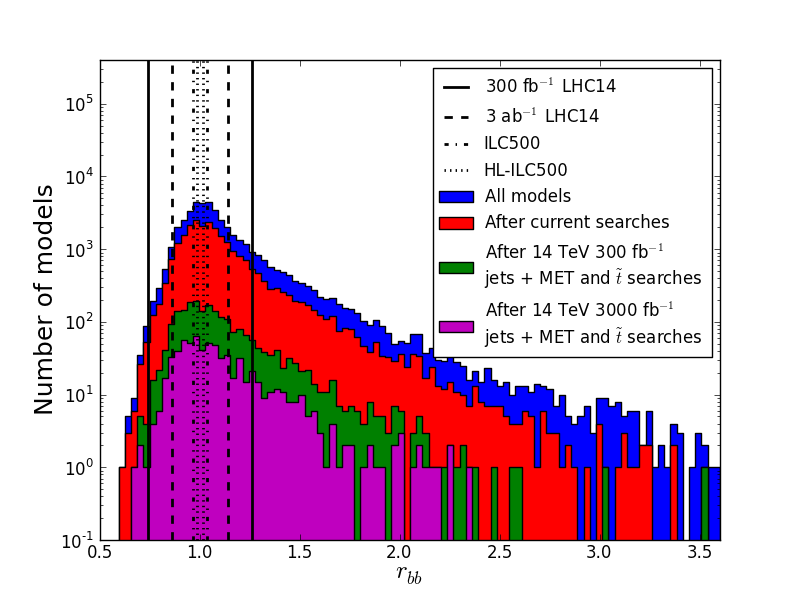 Number of models
10⁵
10⁴
10³
10²
10¹
10⁰
10⁻¹
0.5 1.0 1.5 2.0 2.5 3.0 3.5
r_bb
300 fb⁻¹ LHC14
3 ab⁻¹ LHC14
ILC500
HL-ILC500
All models
After current searches
After 14 TeV 300 fb⁻¹
jets + MET and t̃ searches
After 14 TeV 3000 fb⁻¹
jets + MET and t̃ searches